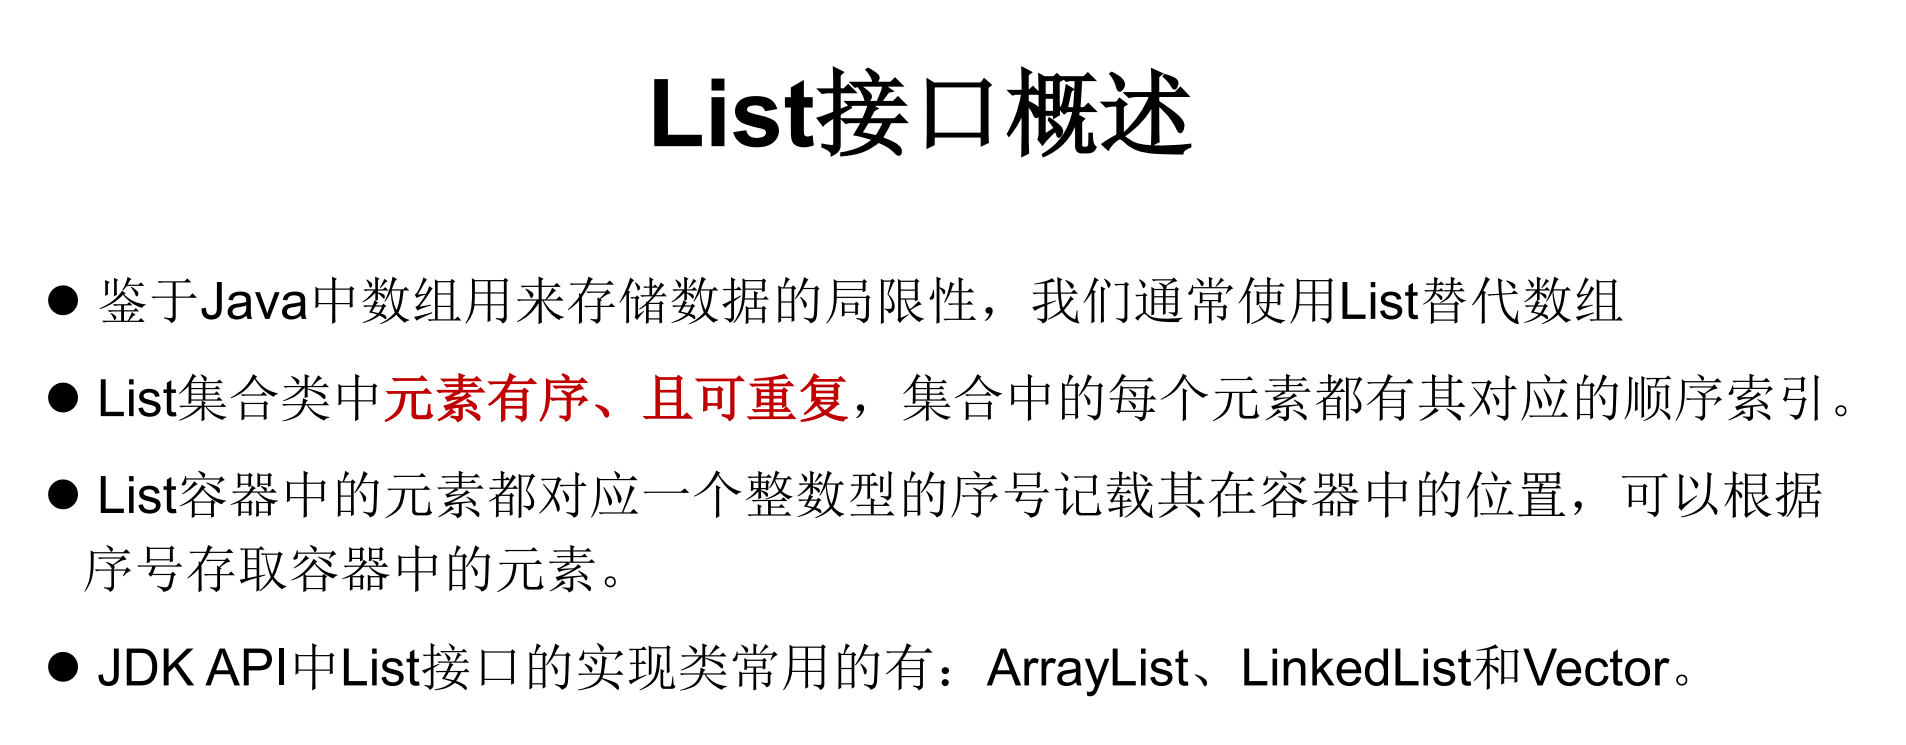 List接口概述
● 鉴于Java中数组用来存储数据的局限性，我们通常使用List替代数组
● List集合类中元素有序、且可重复，集合中的每个元素都有其对应的顺序索引。
● List容器中的元素都对应一个整数型的序号记载其在容器中的位置，可以根据
序号存取容器中的元素。
● JDK API中List接口的实现类常用的有：ArrayList、LinkedList和Vector。